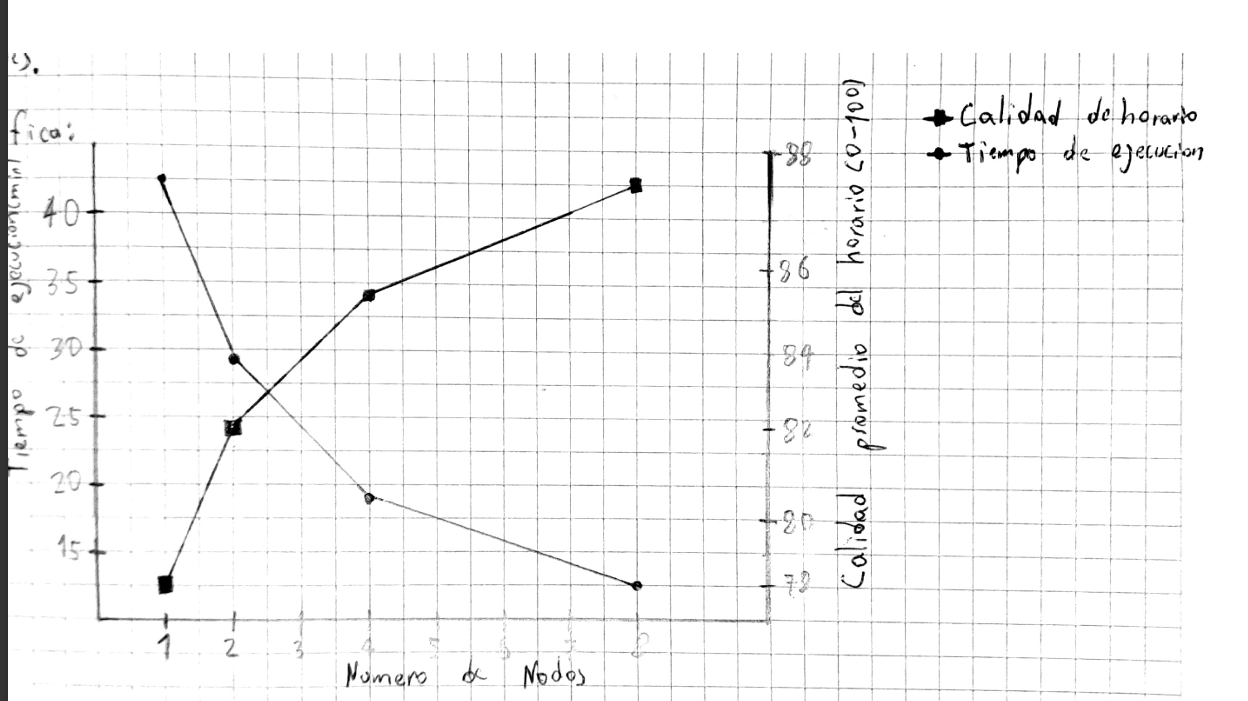 s).
fica:
Calidad de horario
Tiempo de ejecucion
Tiempo de ejecucion(min)
40
35
30
25
20
15
88
86
84
82
80
78
Calidad promedio del horario (0-100)
1 2 3 4 5 6 7 8
Numero de Nodos